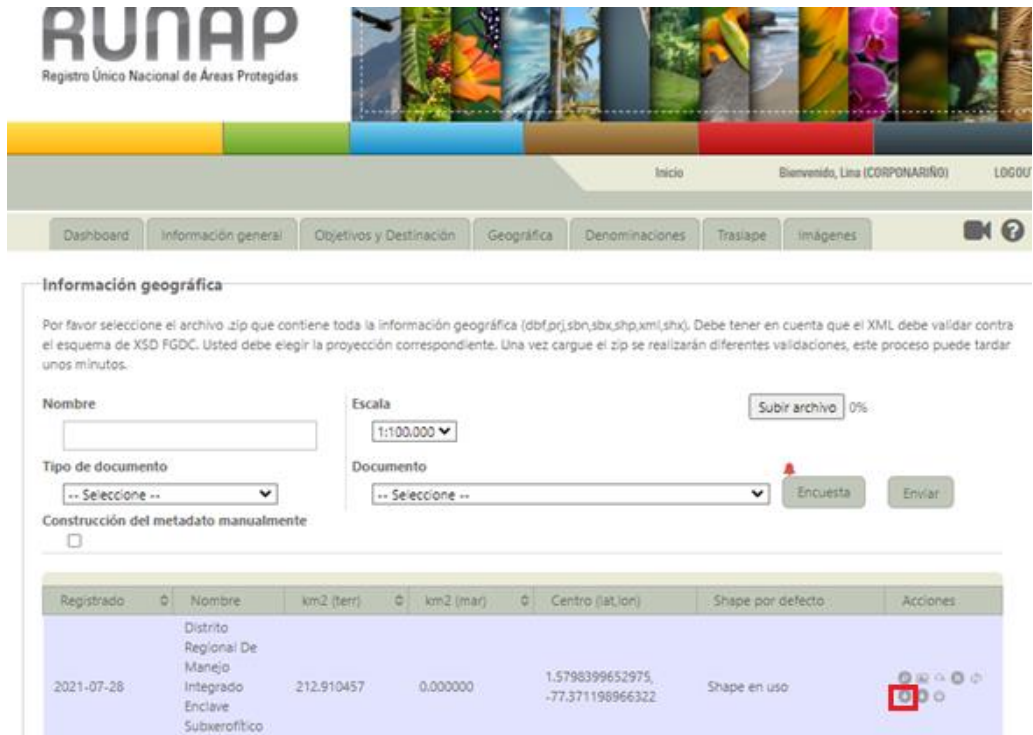 RUNAP
Registro Único Nacional de Áreas Protegidas
Inicio
Bienvenido, Lina (CORPONARIÑO)
LOGOU
Dashboard
Información general
Objetivos y Destinación
Geográfica
Denominaciones
Traslape
Imágenes
Información geográfica
Por favor seleccione el archivo .zip que contiene toda la información geográfica (dbf,prj,sbn,sbx,shp,xml,shx). Debe tener en cuenta que el XML debe validar contra
el esquema de XSD FGDC. Usted debe elegir la proyección correspondiente. Una vez cargue el zip se realizarán diferentes validaciones, este proceso puede tardar
unos minutos.
Nombre
Escala
1:100.000
Subir archivo 0%
Tipo de documento
-- Seleccione --
Documento
-- Seleccione --
Encuesta
Enviar
Construcción del metadato manualmente
Registrado
Nombre
km2 (terr)
km2 (mar)
Centro (lat,lon)
Shape por defecto
Acciones
2021-07-28
Distrito
Regional De
Manejo
Integrado
Enclave
Subxerofítico
212.910457
0.000000
1.5798399652975,
-77.371198966322
Shape en uso